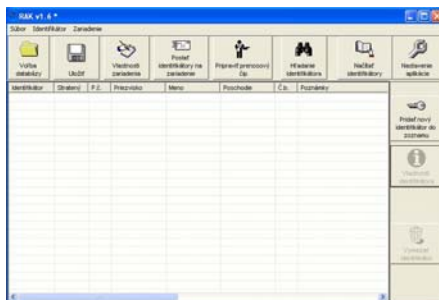 RAK v1.6 *
Súbor Identifikátor Zariadenie
Voľba databázy
Uložiť
Vlastnosti zariadenia
Poslať identifikátory na zariadenie
Pripraviť prenosový čip
Hľadanie identifikátora
Načítať identifikátory
Nastavenie aplikácie
Identifikátor Stratený P.č. Priezvisko Meno Poschodie Č.b. Poznámky
Pridať nový identifikátor do zoznamu
Vlastnosti identifikátora
Vymazať identifikátor